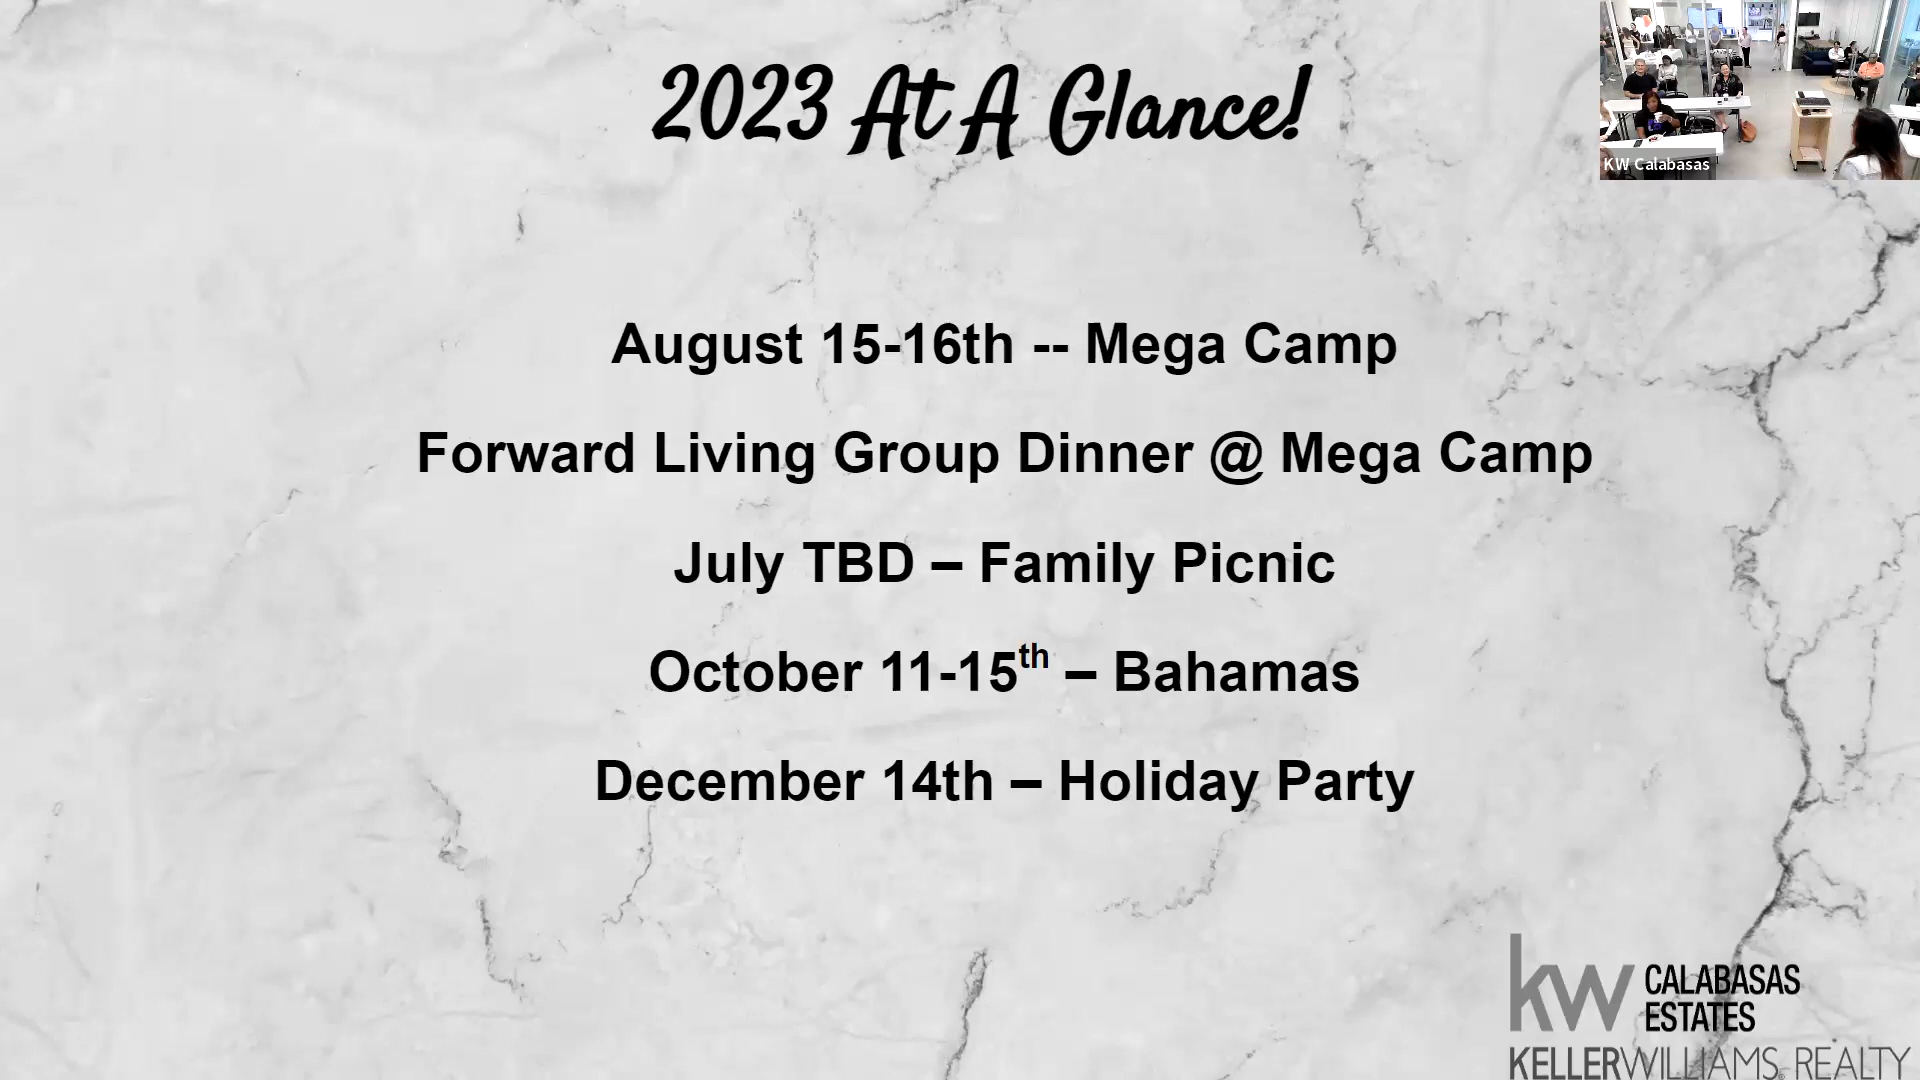 2023 At A Glance!
KW Calabasas
August 15-16th -- Mega Camp
Forward Living Group Dinner @ Mega Camp
July TBD – Family Picnic
October 11-15th – Bahamas
December 14th – Holiday Party
kw CALABASAS
ESTATES
KELLERWILLIAMS. REALTY